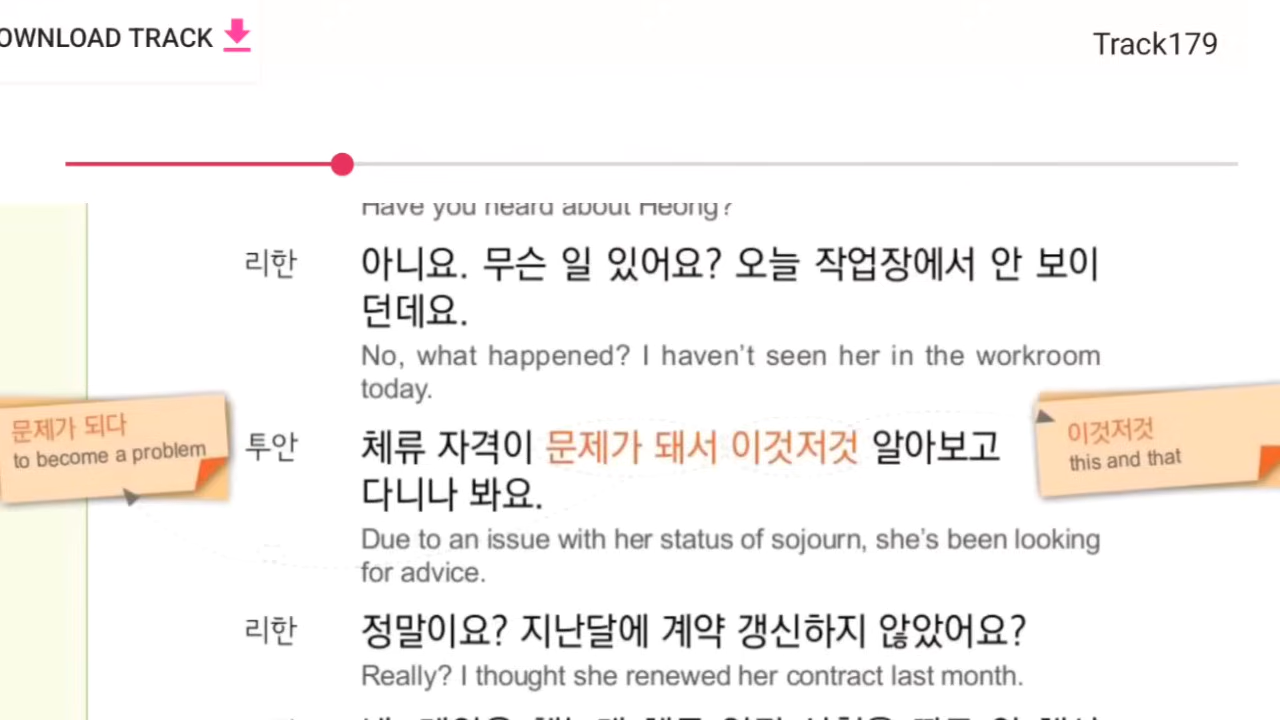 OWNLOAD TRACK
Track179
Have you heard about Heong?
리한
아니요. 무슨 일 있어요? 오늘 작업장에서 안 보이
던데요.
No, what happened? I haven't seen her in the workroom
today.
문제가 되다
to become a problem
투안
체류 자격이 문제가 돼서 이것저것 알아보고
다니나 봐요.
이것저것
this and that
Due to an issue with her status of sojourn, she's been looking
for advice.
리한
정말이요? 지난달에 계약 갱신하지 않았어요?
Really? I thought she renewed her contract last month.